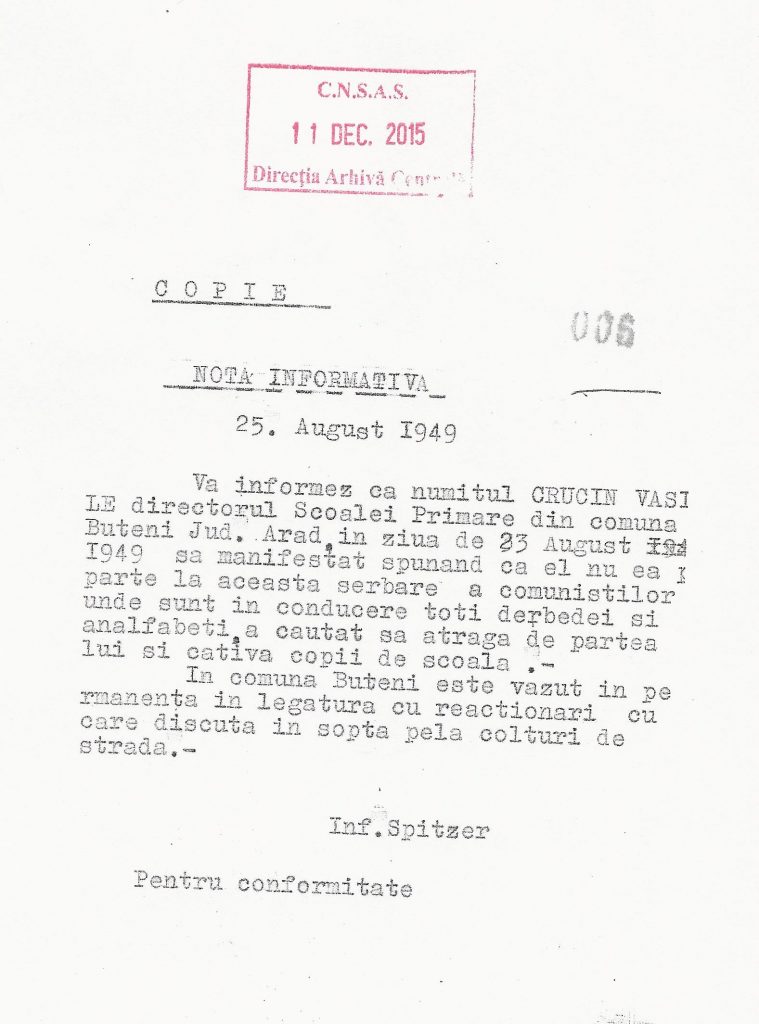 C.N.S.A.S.
11 DEC. 2015
Direcția Arhivă Centrală
COPIE
006
NOTA INFORMATIVA
25. August I949
Va informez ca numitul CRUCIN VASI
LE directorul Scoalei Primare din comuna
Buteni Jud. Arad,in ziua de 23 August
I949 sa manifestat spunand ca el nu ea
parte la aceasta serbare a comunistilor
unde sunt in conducere toti derbedei si
analfabeti,a cautat sa atraga de partea
lui si cativa copii de scoala .-
In comuna Buteni este vazut in pe
rmanenta in legatura cu reactionari cu
care discuta in sopta pela colturi de
strada.-
Inf.Spitzer
Pentru conformitate